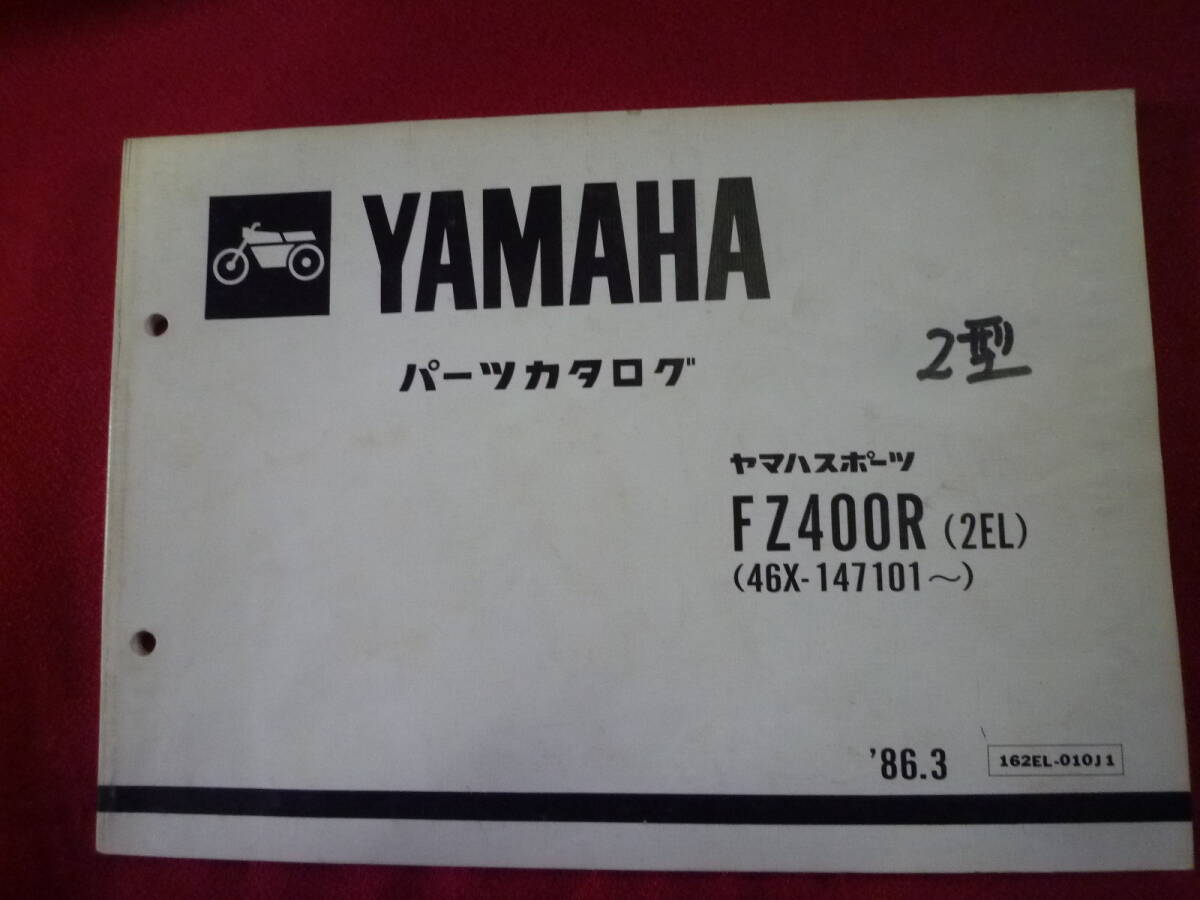 YAMAHA
パーツカタログ
2型
ヤマハスポーツ
FZ400R (2EL)
(46X-147101～)
'86.3
162EL-010J1